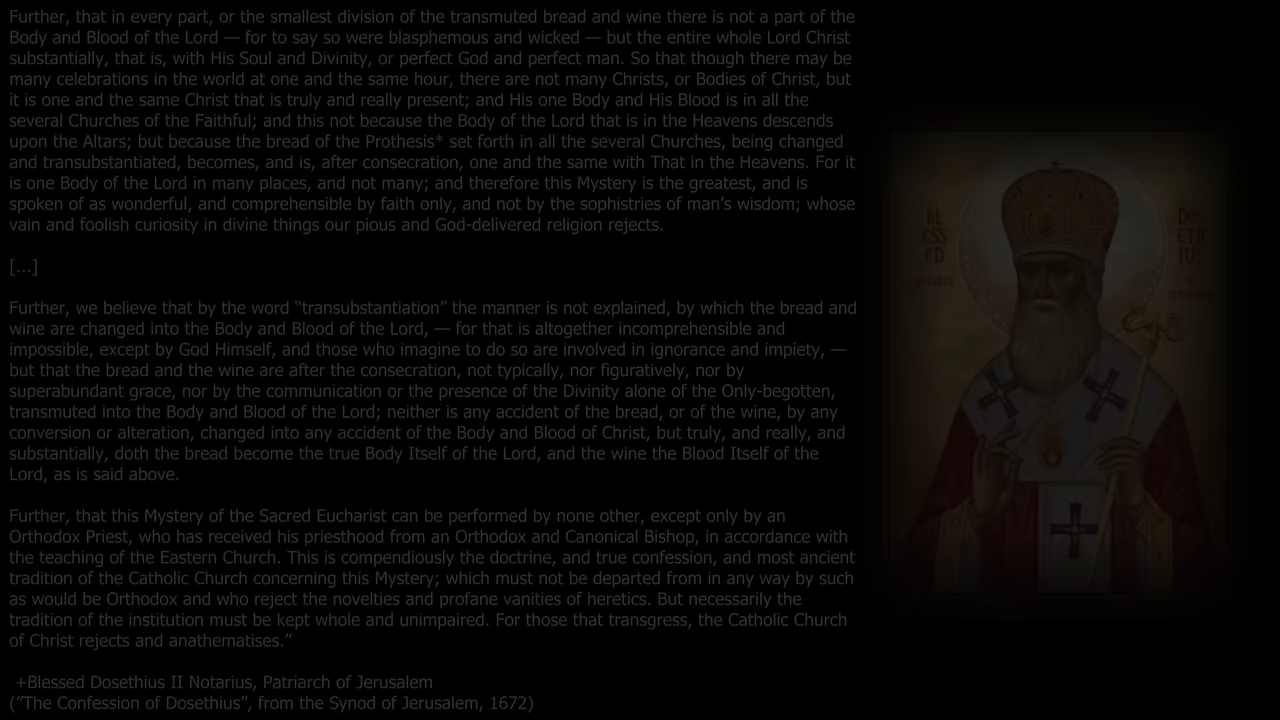 Further, that in every part, or the smallest division of the transmuted bread and wine there is not a part of the
Body and Blood of the Lord — for to say so were blasphemous and wicked — but the entire whole Lord Christ
substantially, that is, with His Soul and Divinity, or perfect God and perfect man. So that though there may be
many celebrations in the world at one and the same hour, there are not many Christs, or Bodies of Christ, but
it is one and the same Christ that is truly and really present; and His one Body and His Blood is in all the
several Churches of the Faithful; and this not because the Body of the Lord that is in the Heavens descends
upon the Altars; but because the bread of the Prothesis* set forth in all the several Churches, being changed
and transubstantiated, becomes, and is, after consecration, one and the same with That in the Heavens. For it
is one Body of the Lord in many places, and not many; and therefore this Mystery is the greatest, and is
spoken of as wonderful, and comprehensible by faith only, and not by the sophistries of man’s wisdom; whose
vain and foolish curiosity in divine things our pious and God-delivered religion rejects.
[...]
Further, we believe that by the word “transubstantiation” the manner is not explained, by which the bread and
wine are changed into the Body and Blood of the Lord, — for that is altogether incomprehensible and
impossible, except by God Himself, and those who imagine to do so are involved in ignorance and impiety, —
but that the bread and the wine are after the consecration, not typically, nor figuratively, nor by
superabundant grace, nor by the communication or the presence of the Divinity alone of the Only-begotten,
transmuted into the Body and Blood of the Lord; neither is any accident of the bread, or of the wine, by any
conversion or alteration, changed into any accident of the Body and Blood of Christ, but truly, and really, and
substantially, doth the bread become the true Body Itself of the Lord, and the wine the Blood Itself of the
Lord, as is said above.
Further, that this Mystery of the Sacred Eucharist can be performed by none other, except only by an
Orthodox Priest, who has received his priesthood from an Orthodox and Canonical Bishop, in accordance with
the teaching of the Eastern Church. This is compendiously the doctrine, and true confession, and most ancient
tradition of the Catholic Church concerning this Mystery; which must not be departed from in any way by such
as would be Orthodox and who reject the novelties and profane vanities of heretics. But necessarily the
tradition of the institution must be kept whole and unimpaired. For those that transgress, the Catholic Church
of Christ rejects and anathematises.”
+Blessed Dosethius II Notarius, Patriarch of Jerusalem
(”The Confession of Dosethius”, from the Synod of Jerusalem, 1672)
BL
ESS
ED
DOS
ETH
IUS